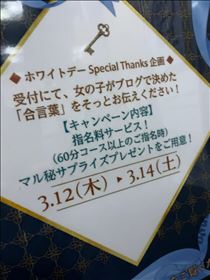 ◆ ホワイトデー Special Thanks 企画 ◆
受付にて、女の子がブログで決めた
「合言葉」をそっとお伝えください！
【キャンペーン内容】
指名料サービス！
（60分コース以上のご指名時）
マル秘サプライズプレゼントをご用意！
3.12（木）▶3.14（土）